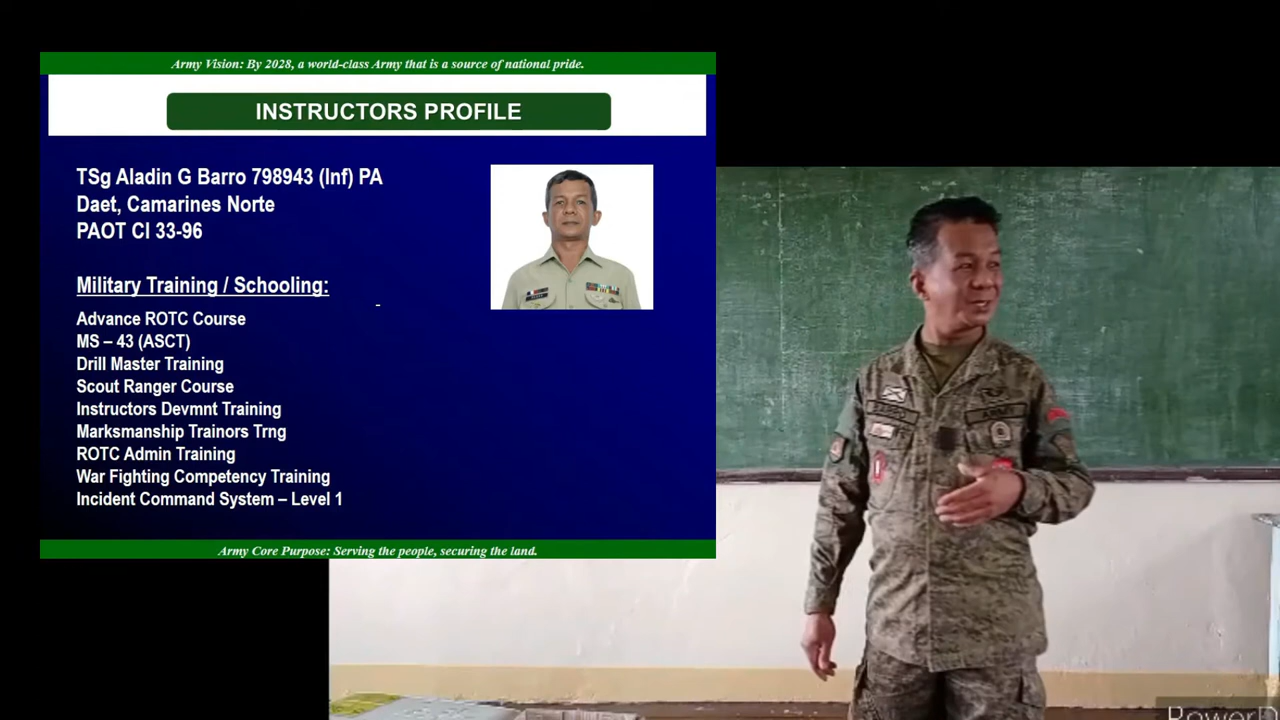 Army Vision: By 2028, a world-class Army that is a source of national pride.
INSTRUCTORS PROFILE
TSg Aladin G Barro 798943 (Inf) PA
Daet, Camarines Norte
PAOT Cl 33-96
Military Training / Schooling:
Advance ROTC Course
MS – 43 (ASCT)
Drill Master Training
Scout Ranger Course
Instructors Devmnt Training
Marksmanship Trainors Trng
ROTC Admin Training
War Fighting Competency Training
Incident Command System – Level 1
Army Core Purpose: Serving the people, securing the land.
BARRO
ARMY
PowerD